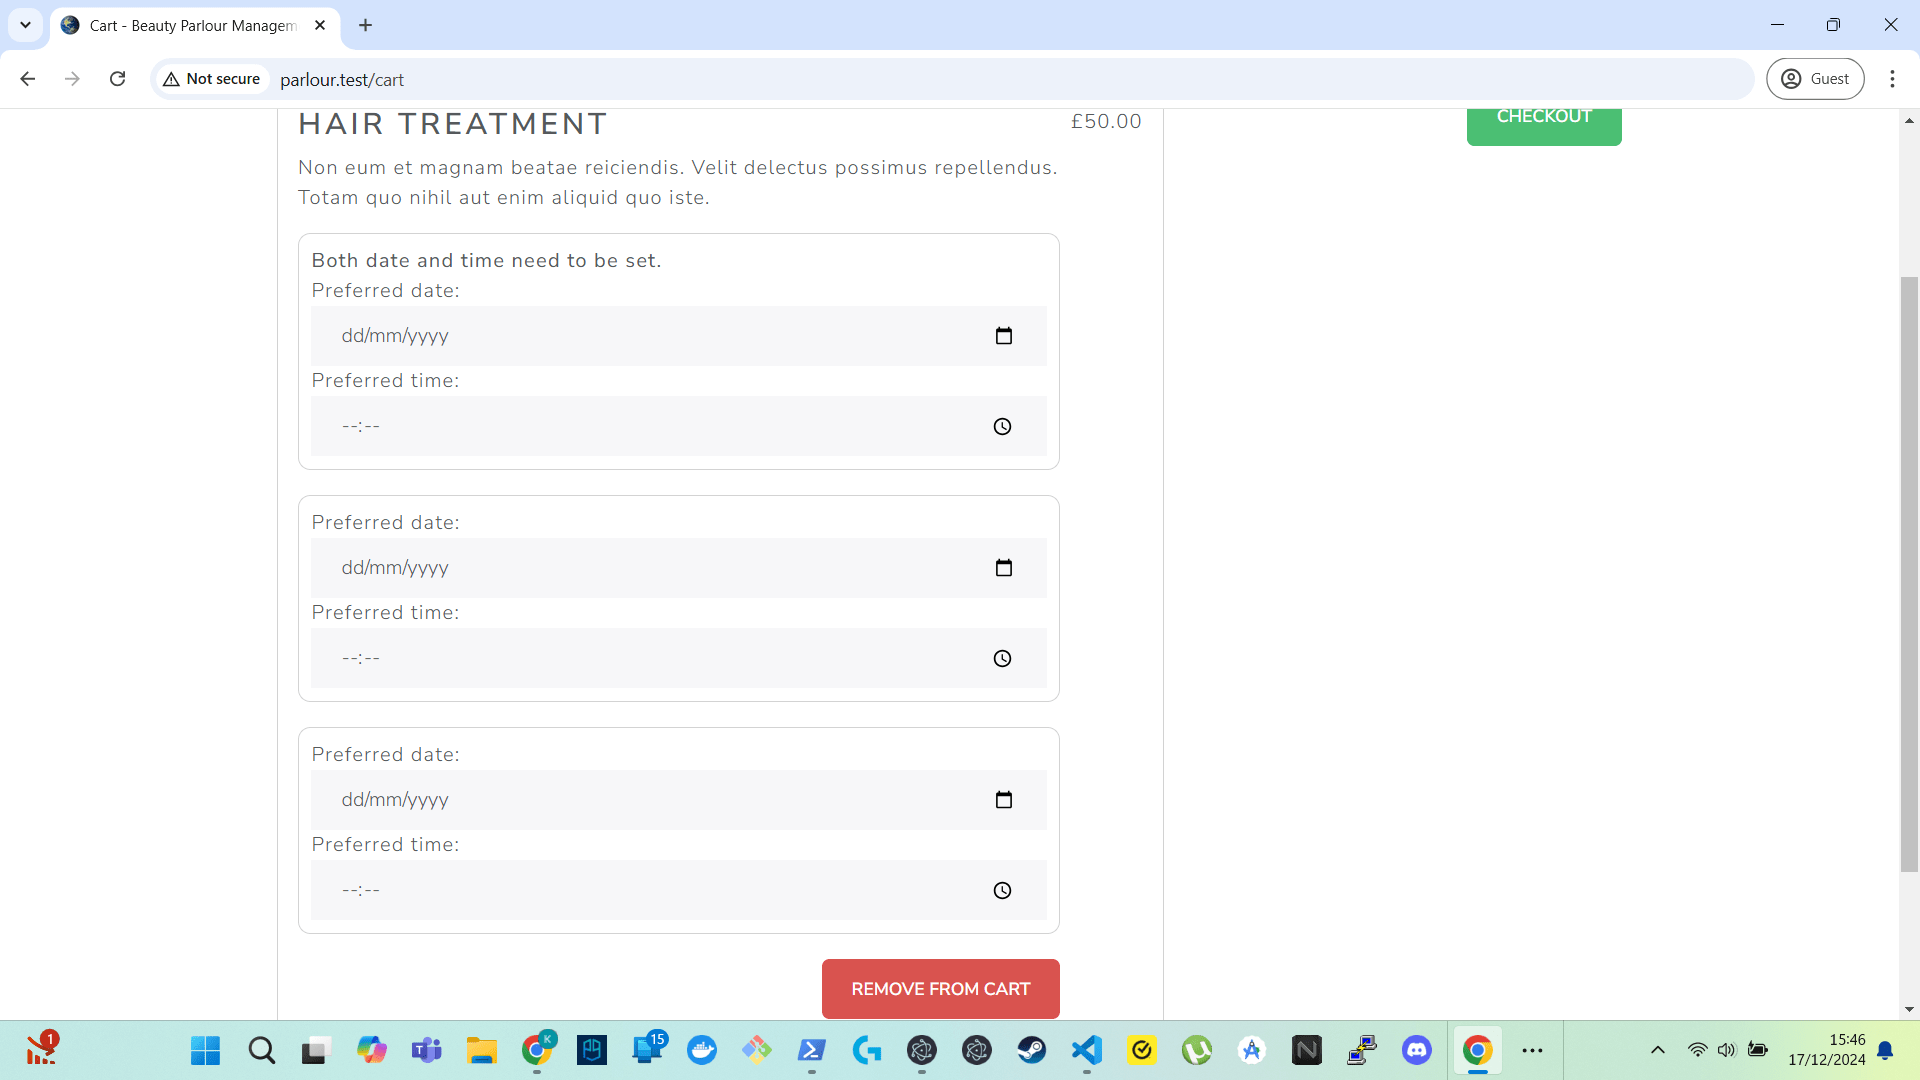 Cart - Beauty Parlour Managem
Not secure
parlour.test/cart
Guest
HAIR TREATMENT
£50.00
CHECKOUT
Non eum et magnam beatae reiciendis. Velit delectus possimus repellendus.
Totam quo nihil aut enim aliquid quo iste.
Both date and time need to be set.
Preferred date:
dd/mm/yyyy
Preferred time:
--:--
Preferred date:
dd/mm/yyyy
Preferred time:
--:--
Preferred date:
dd/mm/yyyy
Preferred time:
--:--
REMOVE FROM CART
1
K
15
15:46
17/12/2024